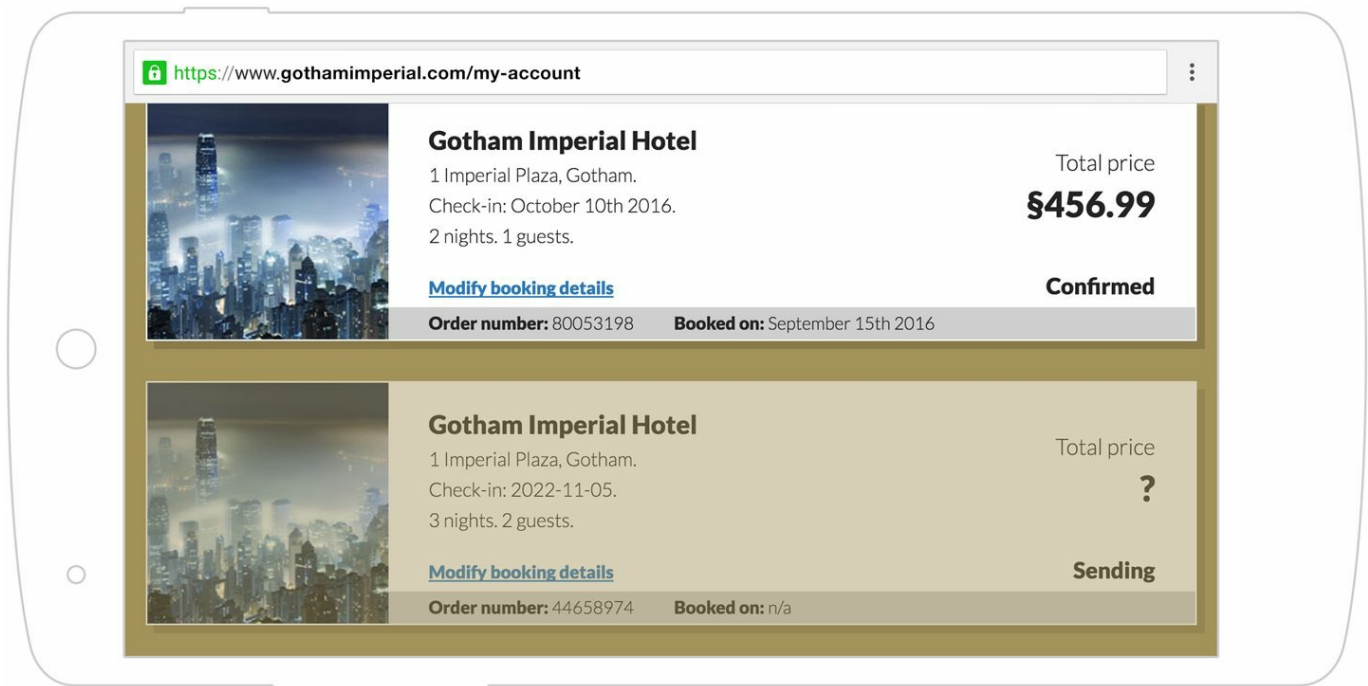 https://www.gothamimperial.com/my-account
Gotham Imperial Hotel
1 Imperial Plaza, Gotham.
Check-in: October 10th 2016.
2 nights. 1 guests.
Modify booking details
Total price
§456.99
Confirmed
Order number: 80053198 Booked on: September 15th 2016
Gotham Imperial Hotel
1 Imperial Plaza, Gotham.
Check-in: 2022-11-05.
3 nights. 2 guests.
Modify booking details
Total price
?
Sending
Order number: 44658974 Booked on: n/a